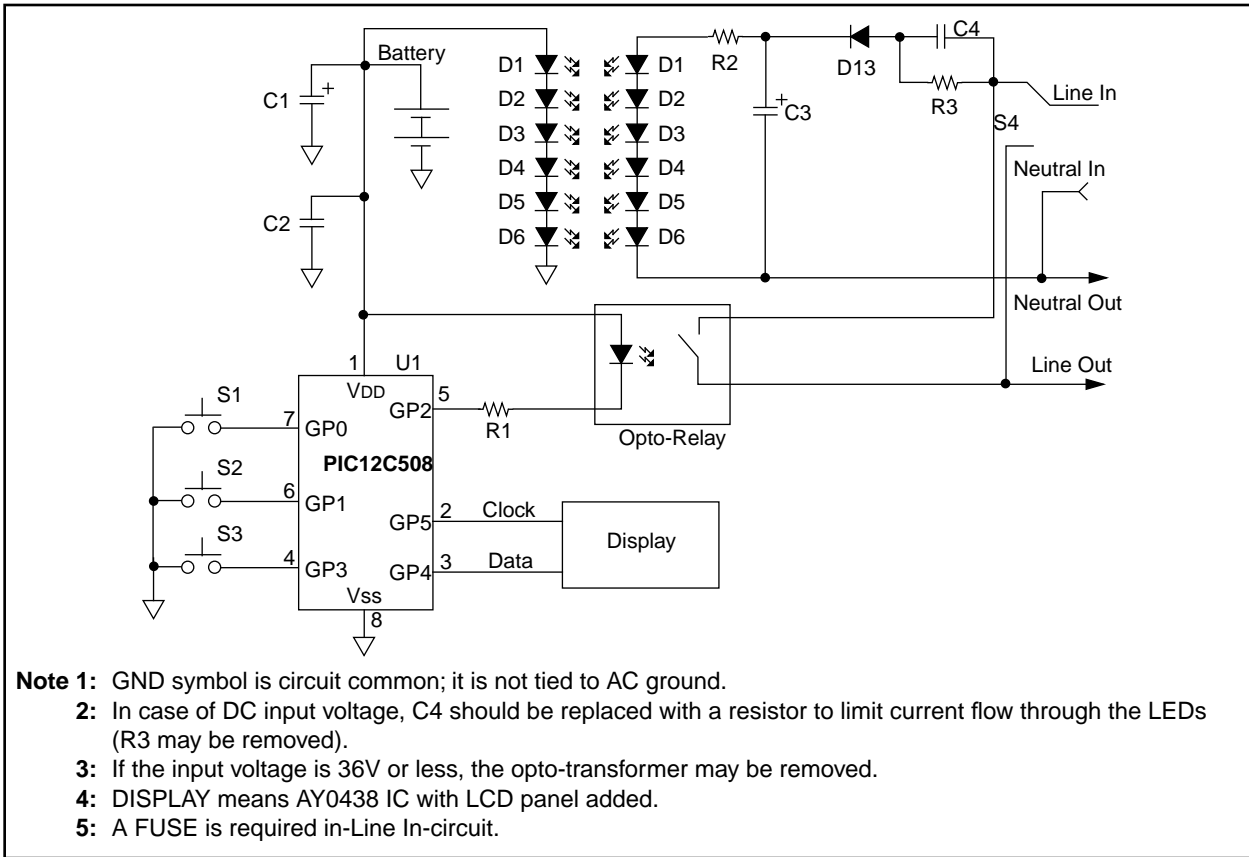 C4
Battery
D1
D1
R2
D13
R3
Line In
C1
+
D2
D2
+
C3
S4
D3
D3
Neutral In
D4
D4
C2
D5
D5
D6
D6
Neutral Out
1
U1
Line Out
VDD
S1
5
GP2
7
GP0
R1
Opto-Relay
PIC12C508
S2
6
GP1
2
Clock
GP5
Display
S3
4
GP3
3
Data
GP4
Vss
8
Note 1: GND symbol is circuit common; it is not tied to AC ground.
2: In case of DC input voltage, C4 should be replaced with a resistor to limit current flow through the LEDs
(R3 may be removed).
3: If the input voltage is 36V or less, the opto-transformer may be removed.
4: DISPLAY means AY0438 IC with LCD panel added.
5: A FUSE is required in-Line In-circuit.